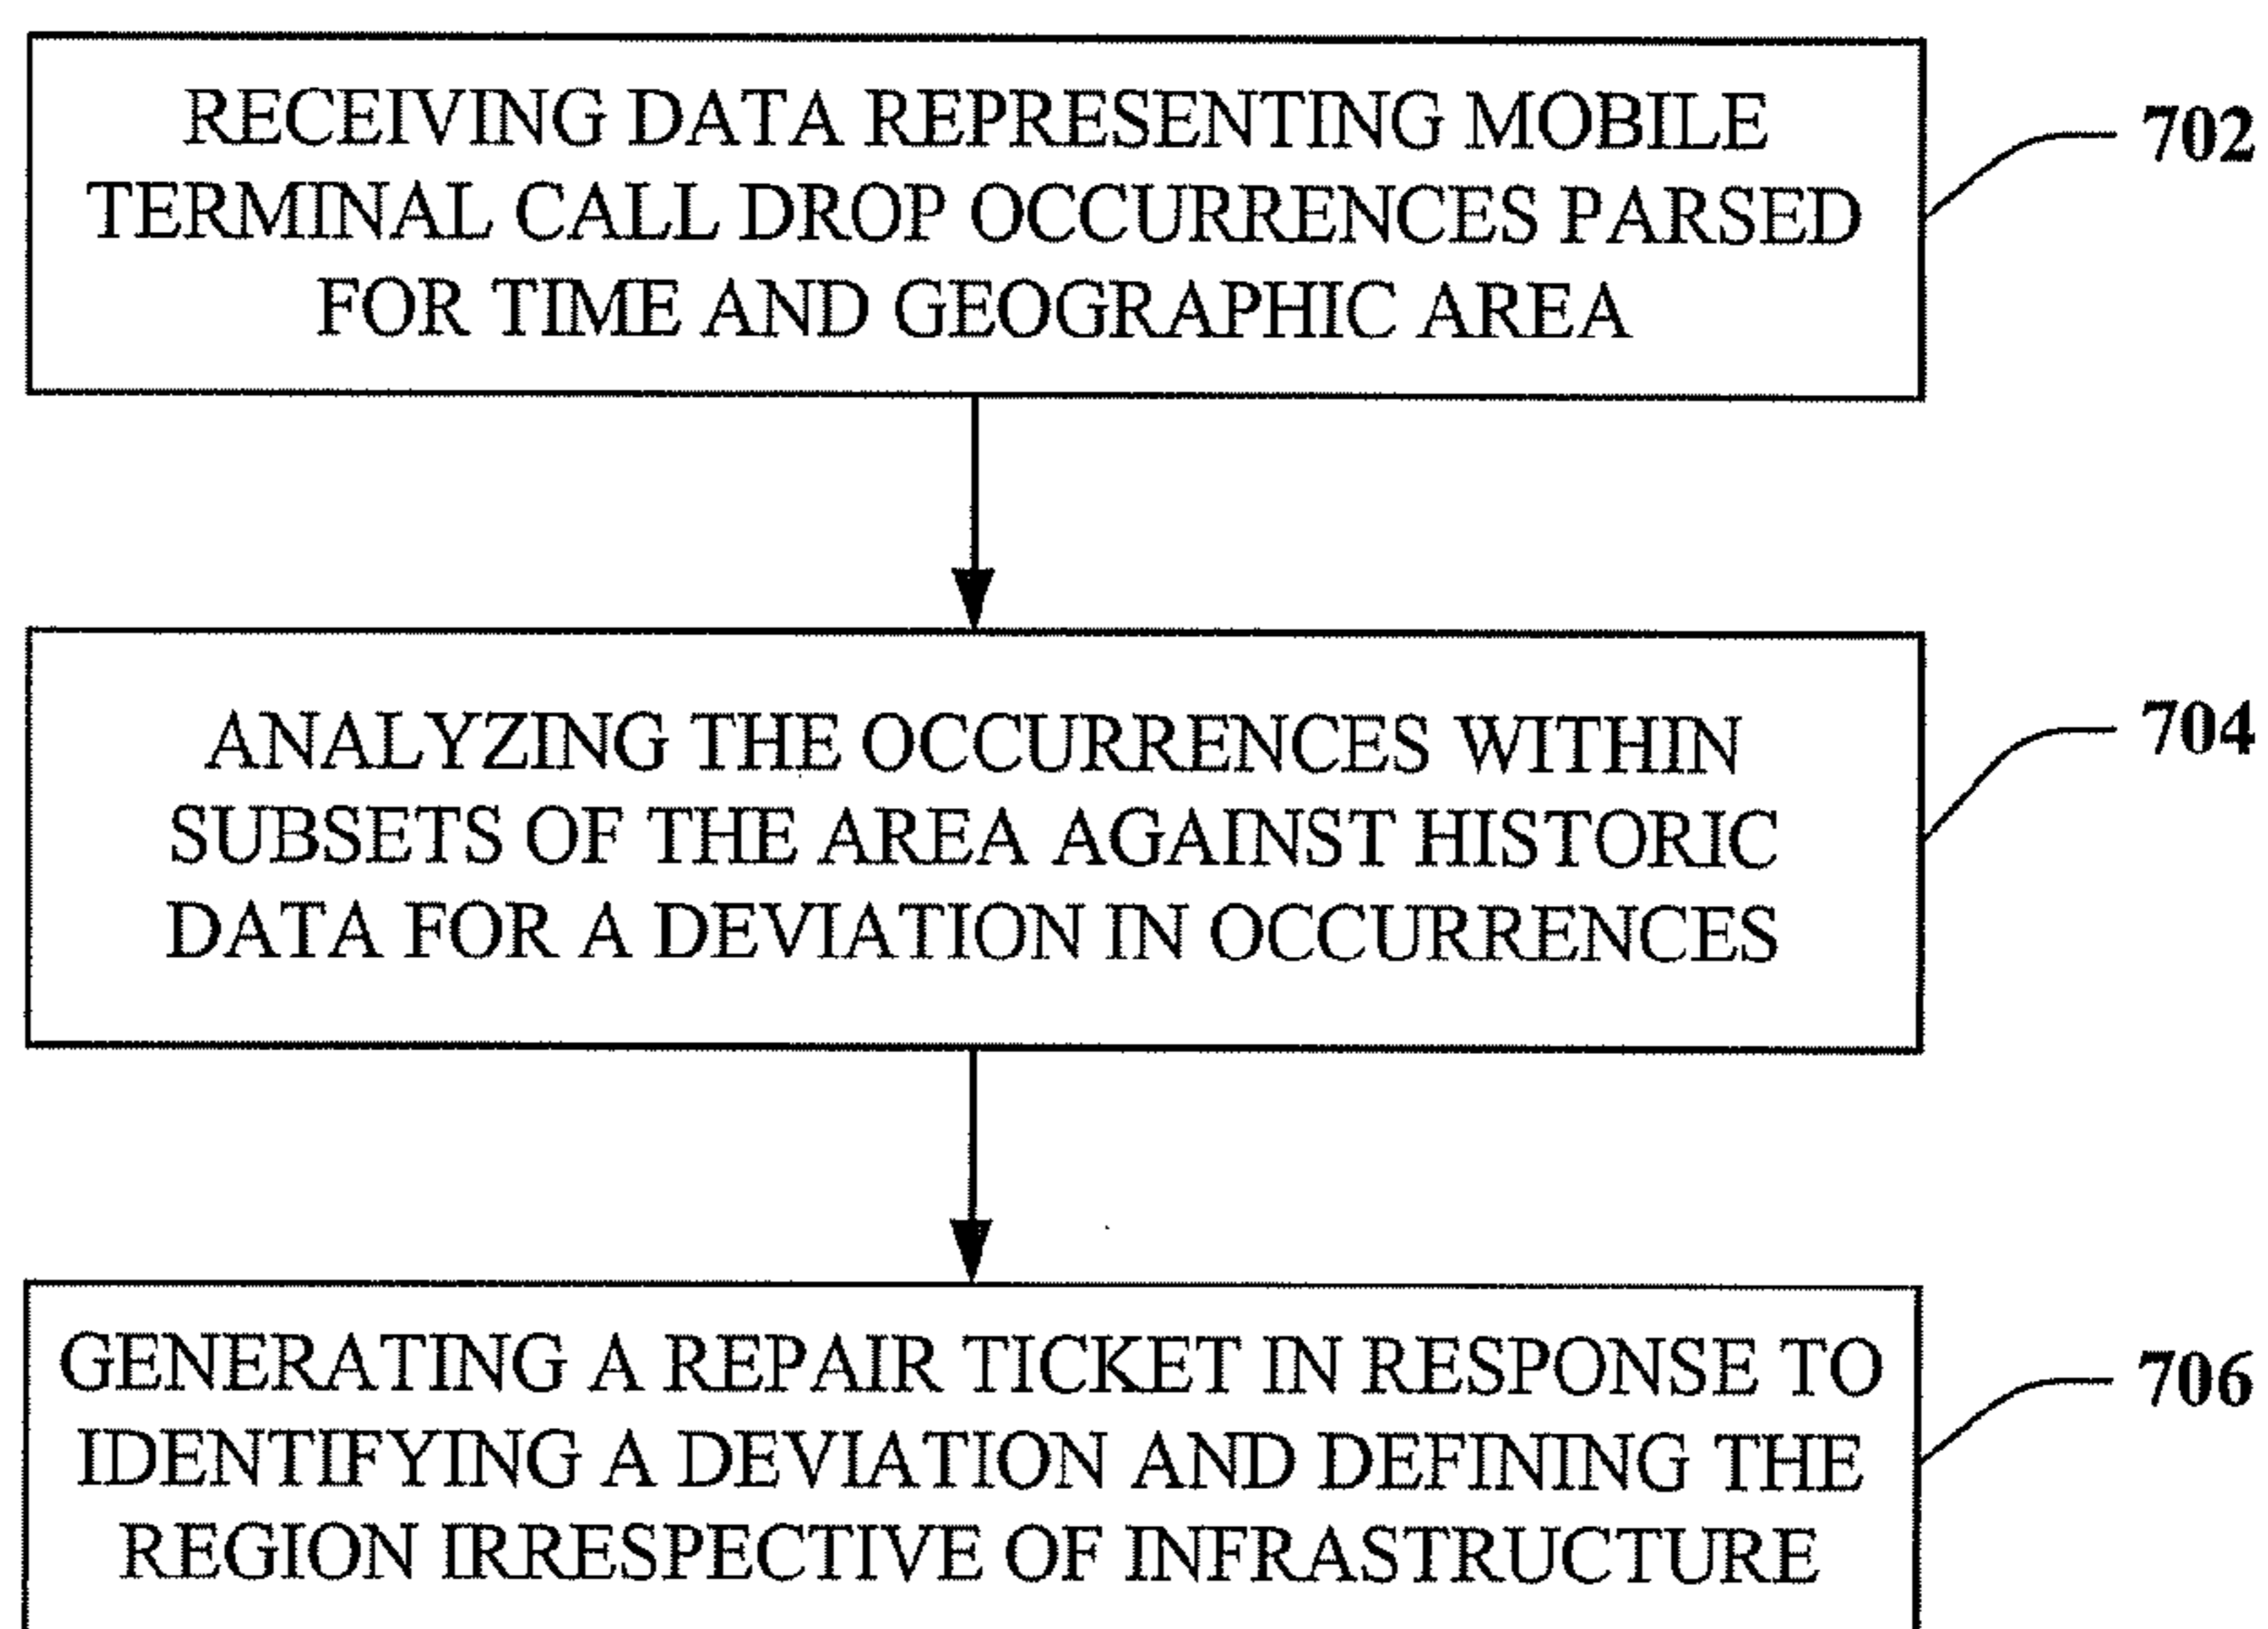 RECEIVING DATA REPRESENTING MOBILE
TERMINAL CALL DROP OCCURRENCES PARSED
FOR TIME AND GEOGRAPHIC AREA
702
ANALYZING THE OCCURRENCES WITHIN
SUBSETS OF THE AREA AGAINST HISTORIC
DATA FOR A DEVIATION IN OCCURRENCES
704
GENERATING A REPAIR TICKET IN RESPONSE TO
IDENTIFYING A DEVIATION AND DEFINING THE
REGION IRRESPECTIVE OF INFRASTRUCTURE
706